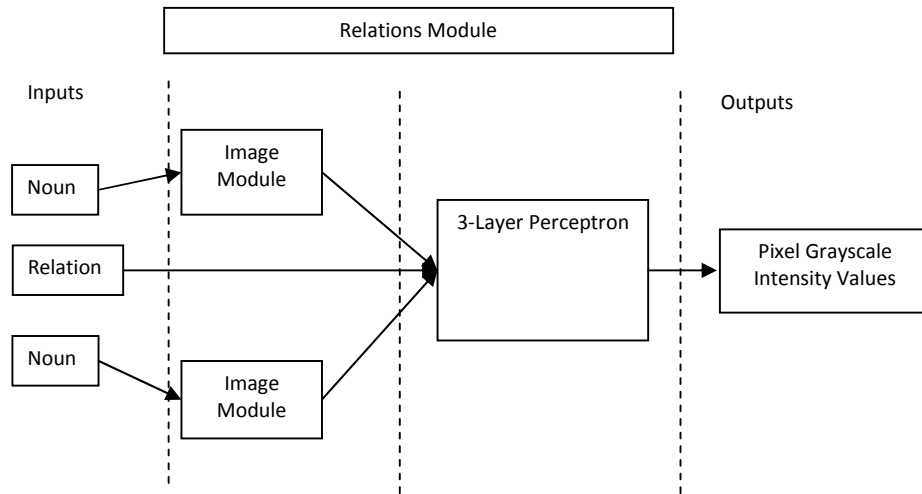 Relations Module
Inputs
Outputs
Image
Module
Noun
3-Layer Perceptron
Relation
Pixel Grayscale
Intensity Values
Noun
Image
Module